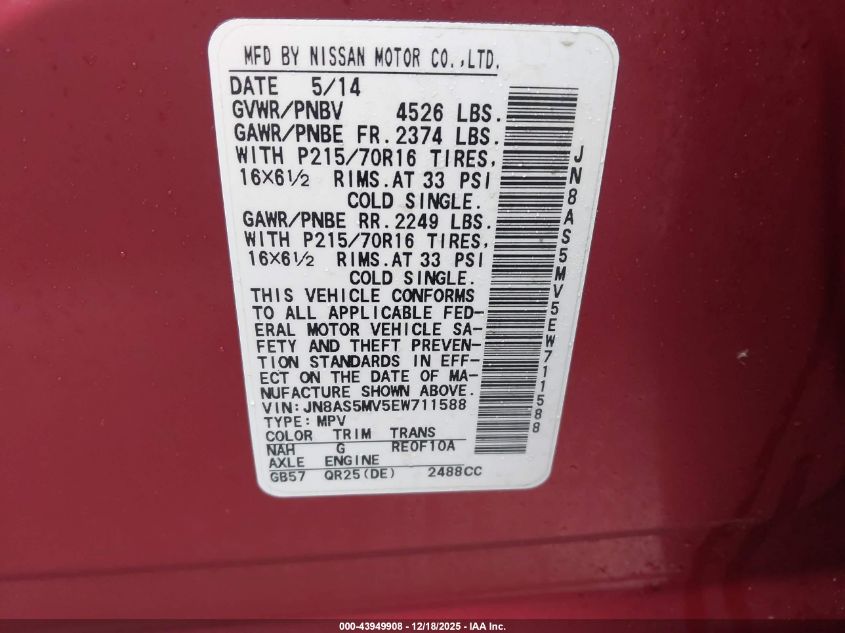 MFD BY NISSAN MOTOR CO.,LTD.
DATE 5/14
GVWR/PNBV 4526 LBS.
GAWR/PNBE FR. 2374 LBS.
WITH P215/70R16 TIRES,
16X6½ RIMS. AT 33 PSI
COLD SINGLE.
GAWR/PNBE RR. 2249 LBS.
WITH P215/70R16 TIRES,
16X6½ RIMS. AT 33 PSI
COLD SINGLE.
THIS VEHICLE CONFORMS
TO ALL APPLICABLE FED-
ERAL MOTOR VEHICLE SA-
FETY AND THEFT PREVEN-
TION STANDARDS IN EFF-
ECT ON THE DATE OF MA-
NUFACTURE SHOWN ABOVE.
VIN: JN8AS5MV5EW711588
TYPE: MPV
COLOR TRIM TRANS
NAH G RE0F10A
AXLE ENGINE
GB57 QR25(DE) 2488CC
JN8AS5MV5EW711588
000-43949908 - 12/18/2025 - IAA Inc.